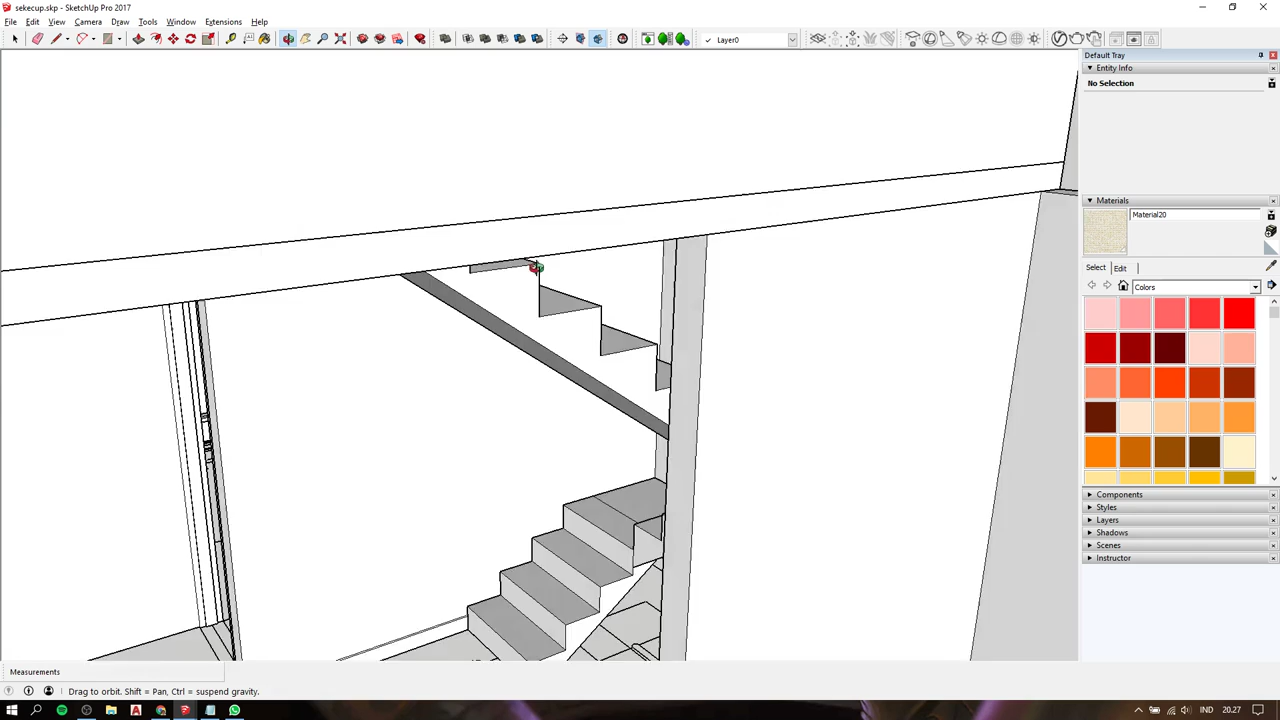 sekecup.skp - SketchUp Pro 2017
File Edit View Camera Draw Tools Window Extensions Help
Layer0
Default Tray
Entity Info
No Selection
Materials
Material20
Select Edit
Colors
Components
Styles
Layers
Shadows
Scenes
Instructor
Measurements
Drag to orbit. Shift = Pan, Ctrl = suspend gravity.
IND 20.27